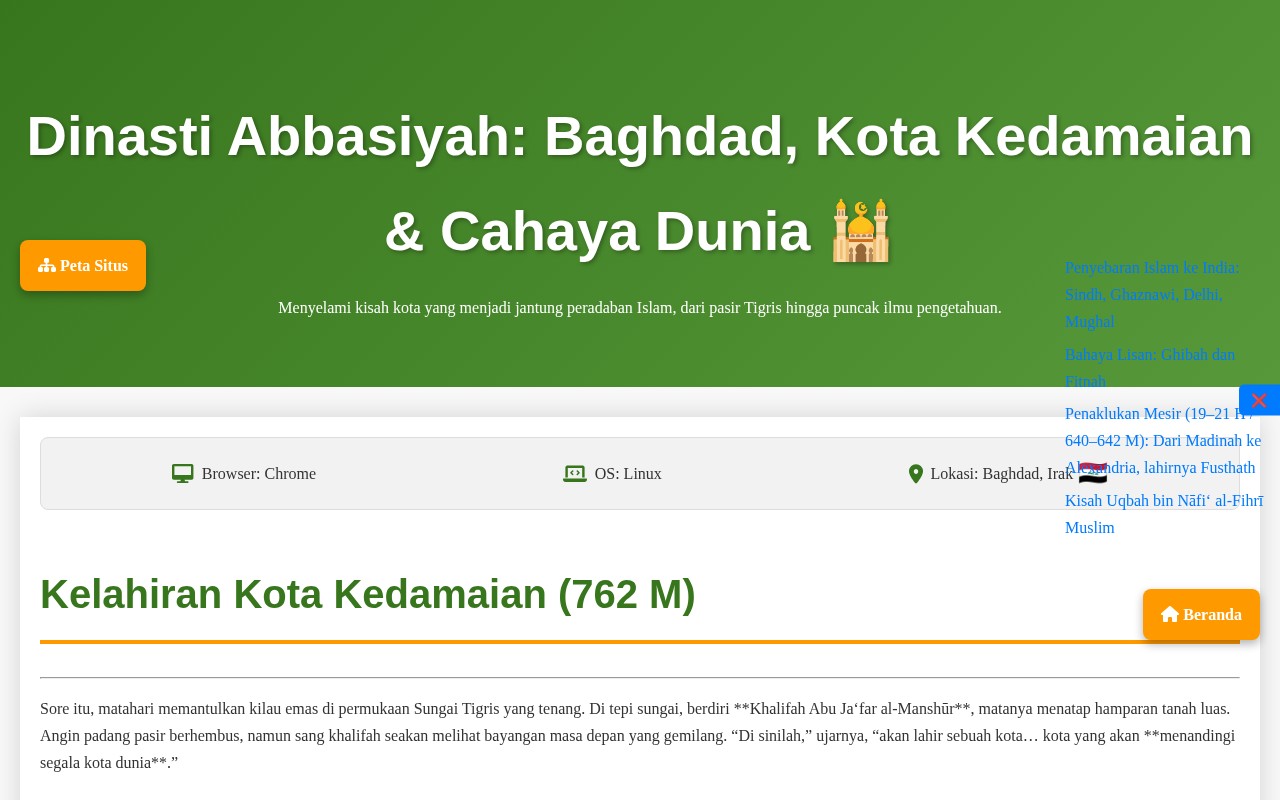 Dinasti Abbasiyah: Baghdad, Kota Kedamaian
& Cahaya Dunia 🕌
Peta Situs
Menyelami kisah kota yang menjadi jantung peradaban Islam, dari pasir Tigris hingga puncak ilmu pengetahuan.
Penyebaran Islam ke India:
Sindh, Ghaznawi, Delhi,
Mughal
Bahaya Lisan: Ghibah dan
Fitnah
Penaklukan Mesir (19–21 H /
640–642 M): Dari Madinah ke
Alexandria, lahirnya Fusthath
Kisah Uqbah bin Nāfi‘ al-Fihrī
Muslim
Browser: Chrome
OS: Linux
Lokasi: Baghdad, Irak
Kelahiran Kota Kedamaian (762 M)
Beranda
Sore itu, matahari memantulkan kilau emas di permukaan Sungai Tigris yang tenang. Di tepi sungai, berdiri **Khalifah Abu Ja‘far al-Manshūr**, matanya menatap hamparan tanah luas.
Angin padang pasir berhembus, namun sang khalifah seakan melihat bayangan masa depan yang gemilang. “Di sinilah,” ujarnya, “akan lahir sebuah kota… kota yang akan **menandingi
segala kota dunia**.”